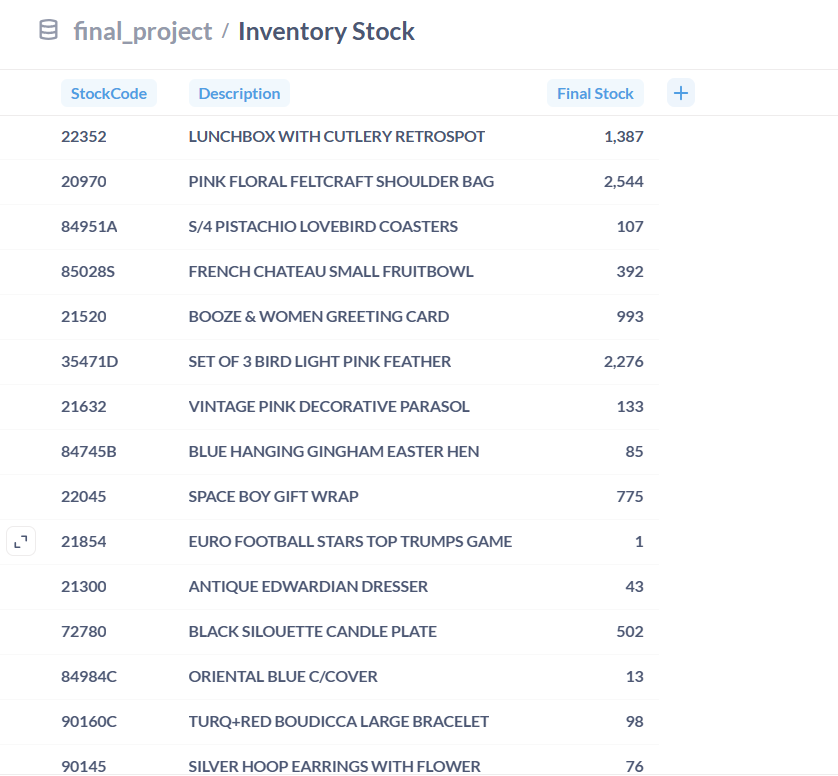 final_project / Inventory Stock
StockCode Description Final Stock +
22352 LUNCHBOX WITH CUTLERY RETROSPOT 1,387
20970 PINK FLORAL FELTCRAFT SHOULDER BAG 2,544
84951A S/4 PISTACHIO LOVEBIRD COASTERS 107
85028S FRENCH CHATEAU SMALL FRUITBOWL 392
21520 BOOZE & WOMEN GREETING CARD 993
35471D SET OF 3 BIRD LIGHT PINK FEATHER 2,276
21632 VINTAGE PINK DECORATIVE PARASOL 133
84745B BLUE HANGING GINGHAM EASTER HEN 85
22045 SPACE BOY GIFT WRAP 775
21854 EURO FOOTBALL STARS TOP TRUMPS GAME 1
21300 ANTIQUE EDWARDIAN DRESSER 43
72780 BLACK SILOUETTE CANDLE PLATE 502
84984C ORIENTAL BLUE C/COVER 13
90160C TURQ+RED BOUDICCA LARGE BRACELET 98
90145 SILVER HOOP EARRINGS WITH FLOWER 76